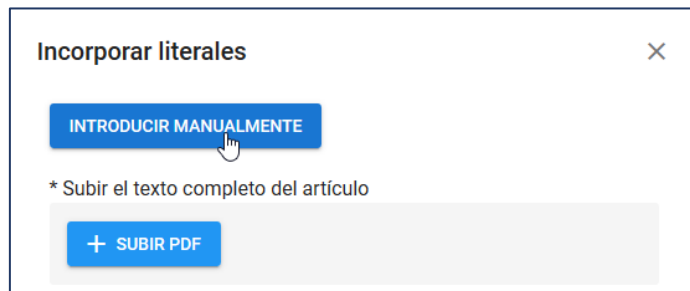 Incorporar literales
INTRODUCIR MANUALMENTE
* Subir el texto completo del artículo
+ SUBIR PDF